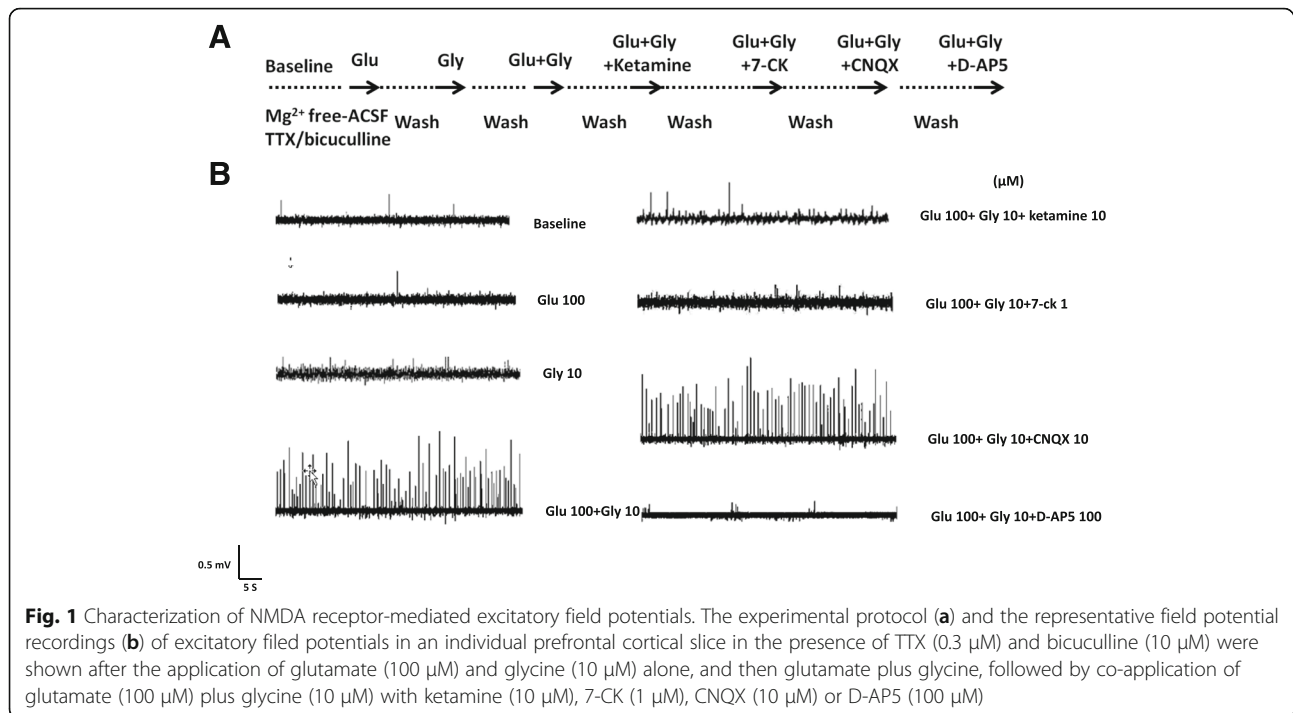 A
Baseline Glu Gly Glu+Gly Glu+Gly +Ketamine Glu+Gly +7-CK Glu+Gly +CNQX Glu+Gly +D-AP5
Mg²⁺ free-ACSF
TTX/bicuculline
Wash Wash Wash Wash Wash Wash
B
Baseline
Glu 100
Gly 10
Glu 100+Gly 10
0.5 mV
5 S
(µM)
Glu 100+ Gly 10+ ketamine 10
Glu 100+ Gly 10+7-ck 1
Glu 100+ Gly 10+CNQX 10
Glu 100+ Gly 10+D-AP5 100
Fig. 1 Characterization of NMDA receptor-mediated excitatory field potentials. The experimental protocol (a) and the representative field potential
recordings (b) of excitatory filed potentials in an individual prefrontal cortical slice in the presence of TTX (0.3 µM) and bicuculline (10 µM) were
shown after the application of glutamate (100 µM) and glycine (10 µM) alone, and then glutamate plus glycine, followed by co-application of
glutamate (100 µM) plus glycine (10 µM) with ketamine (10 µM), 7-CK (1 µM), CNQX (10 µM) or D-AP5 (100 µM)